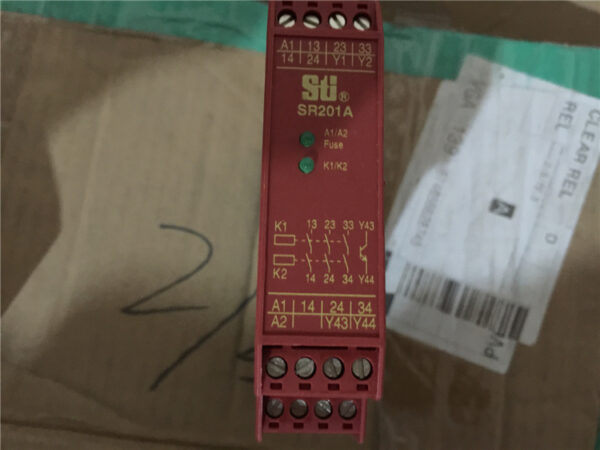 A1 13 23 33
14 24 Y1 Y2
Sti®
SR201A
A1/A2
Fuse
K1/K2
K1 13 23 33 Y43
K2 14 24 34 Y44
A1 14 24 34
A2 Y43 Y44
CLEAR REL
REL
D
A
2/